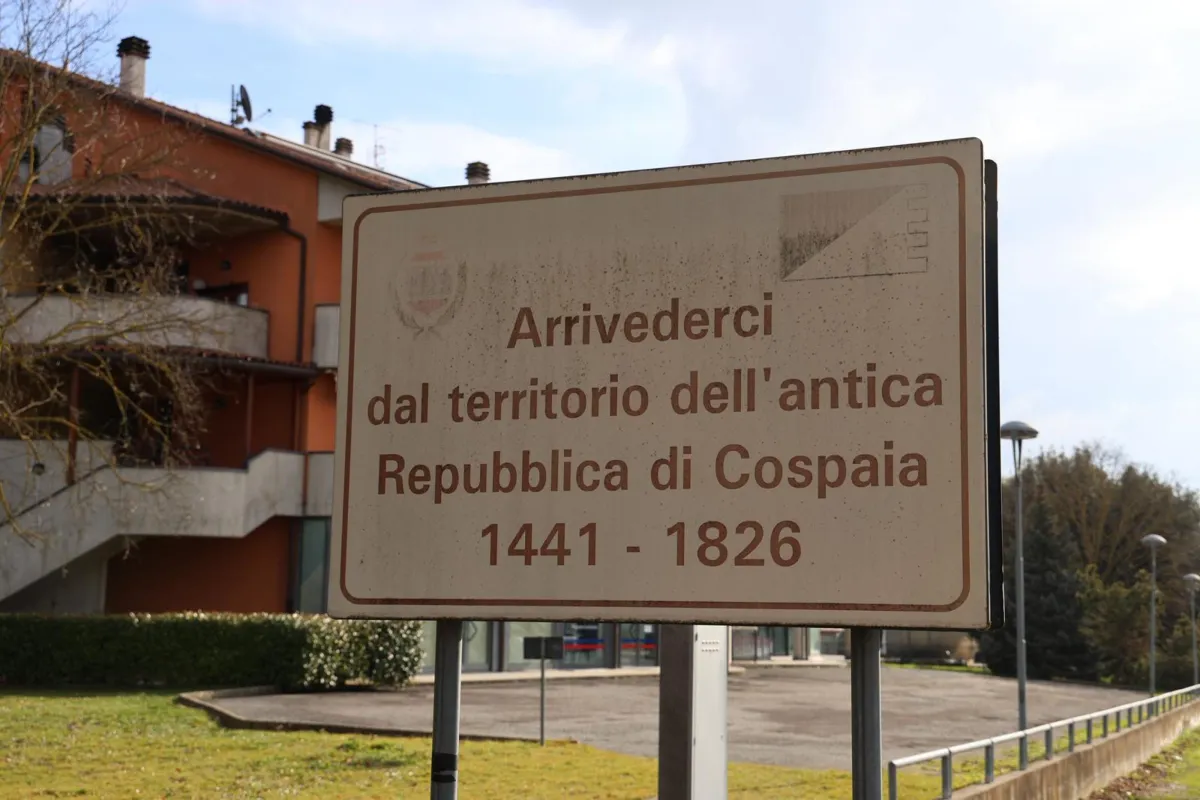 Arrivederci
dal territorio dell'antica
Repubblica di Cospaia
1441 - 1826